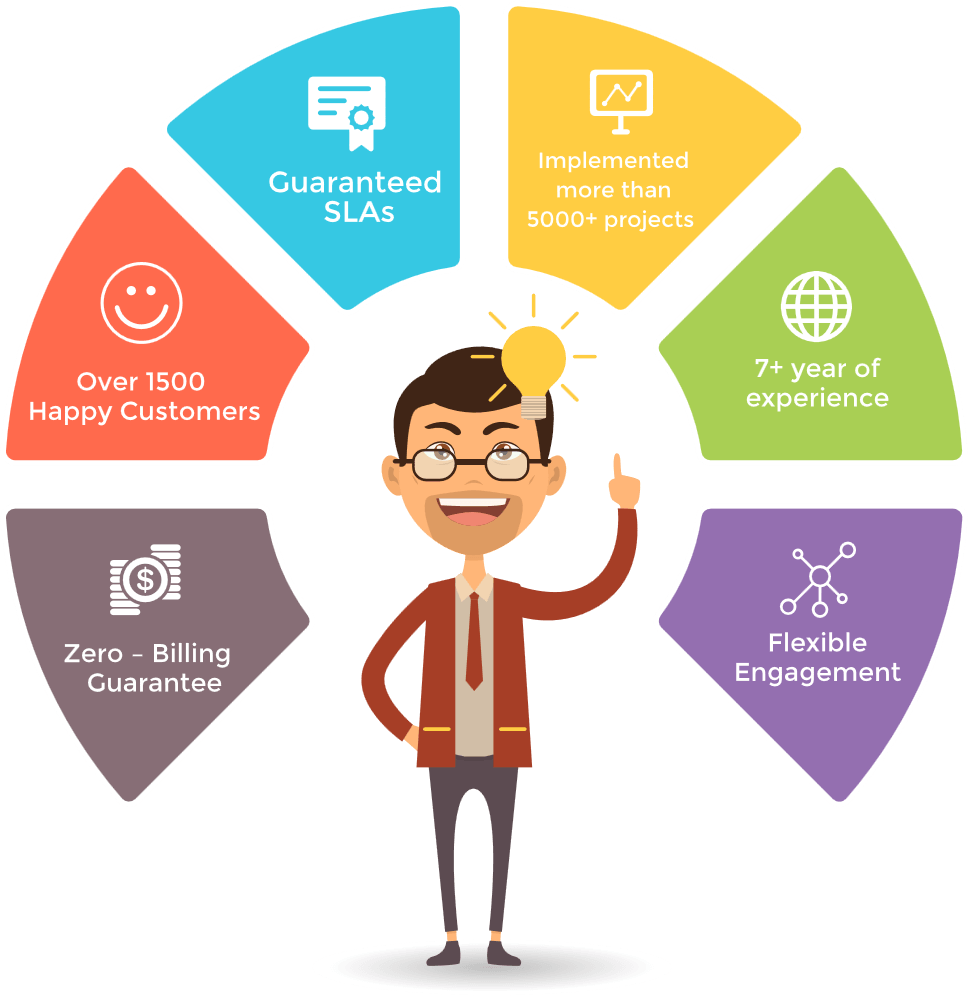 Guaranteed
SLAs
Implemented
more than
5000+ projects
Over 1500
Happy Customers
7+ year of
experience
Zero – Billing
Guarantee
Flexible
Engagement